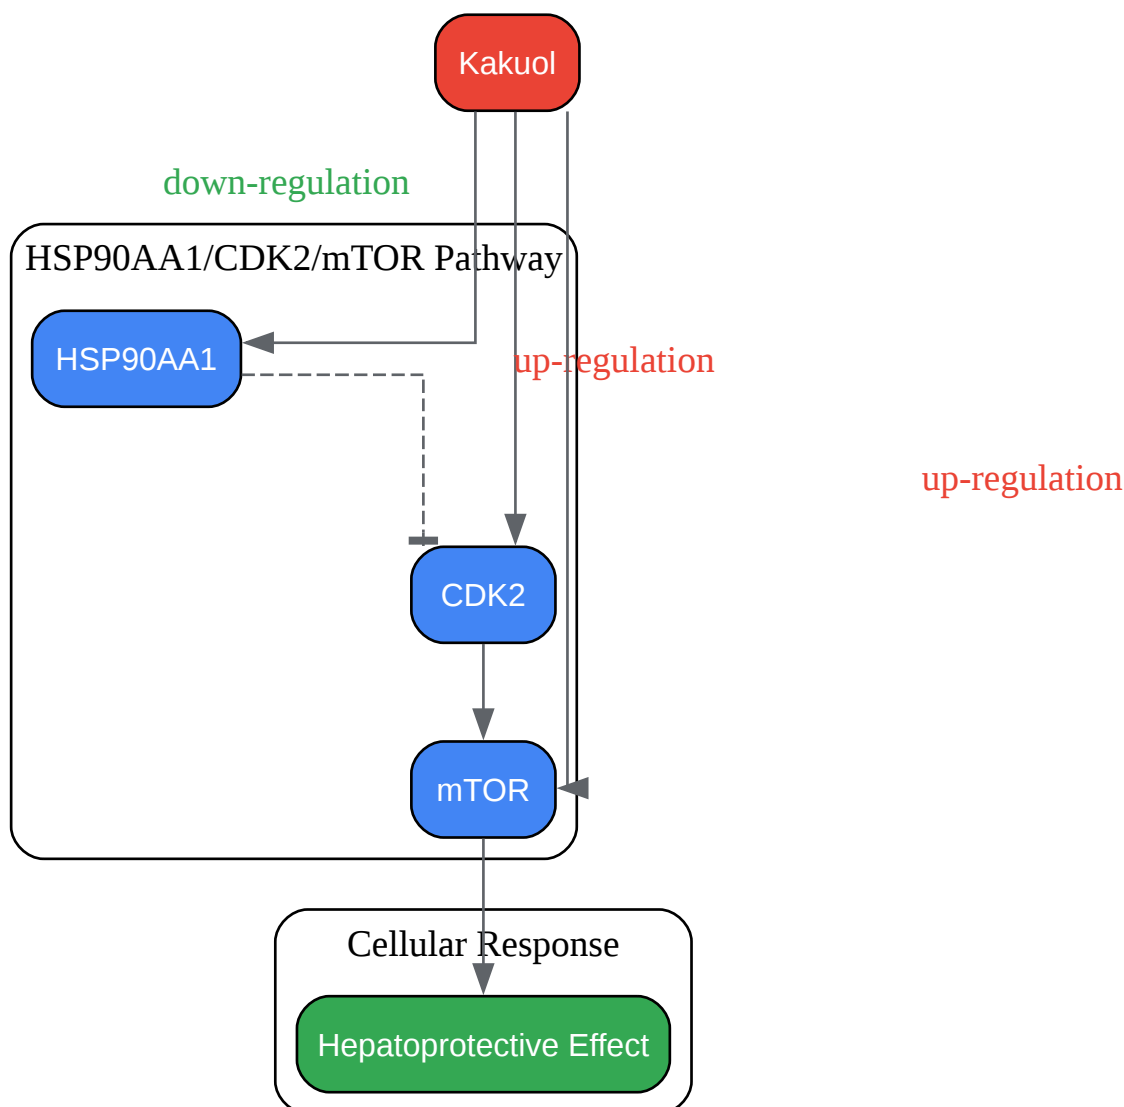 Kakuol
down-regulation
HSP90AA1/CDK2/mTOR Pathway
HSP90AA1
up-regulation
up-regulation
CDK2
mTOR
Cellular Response
Hepatoprotective Effect